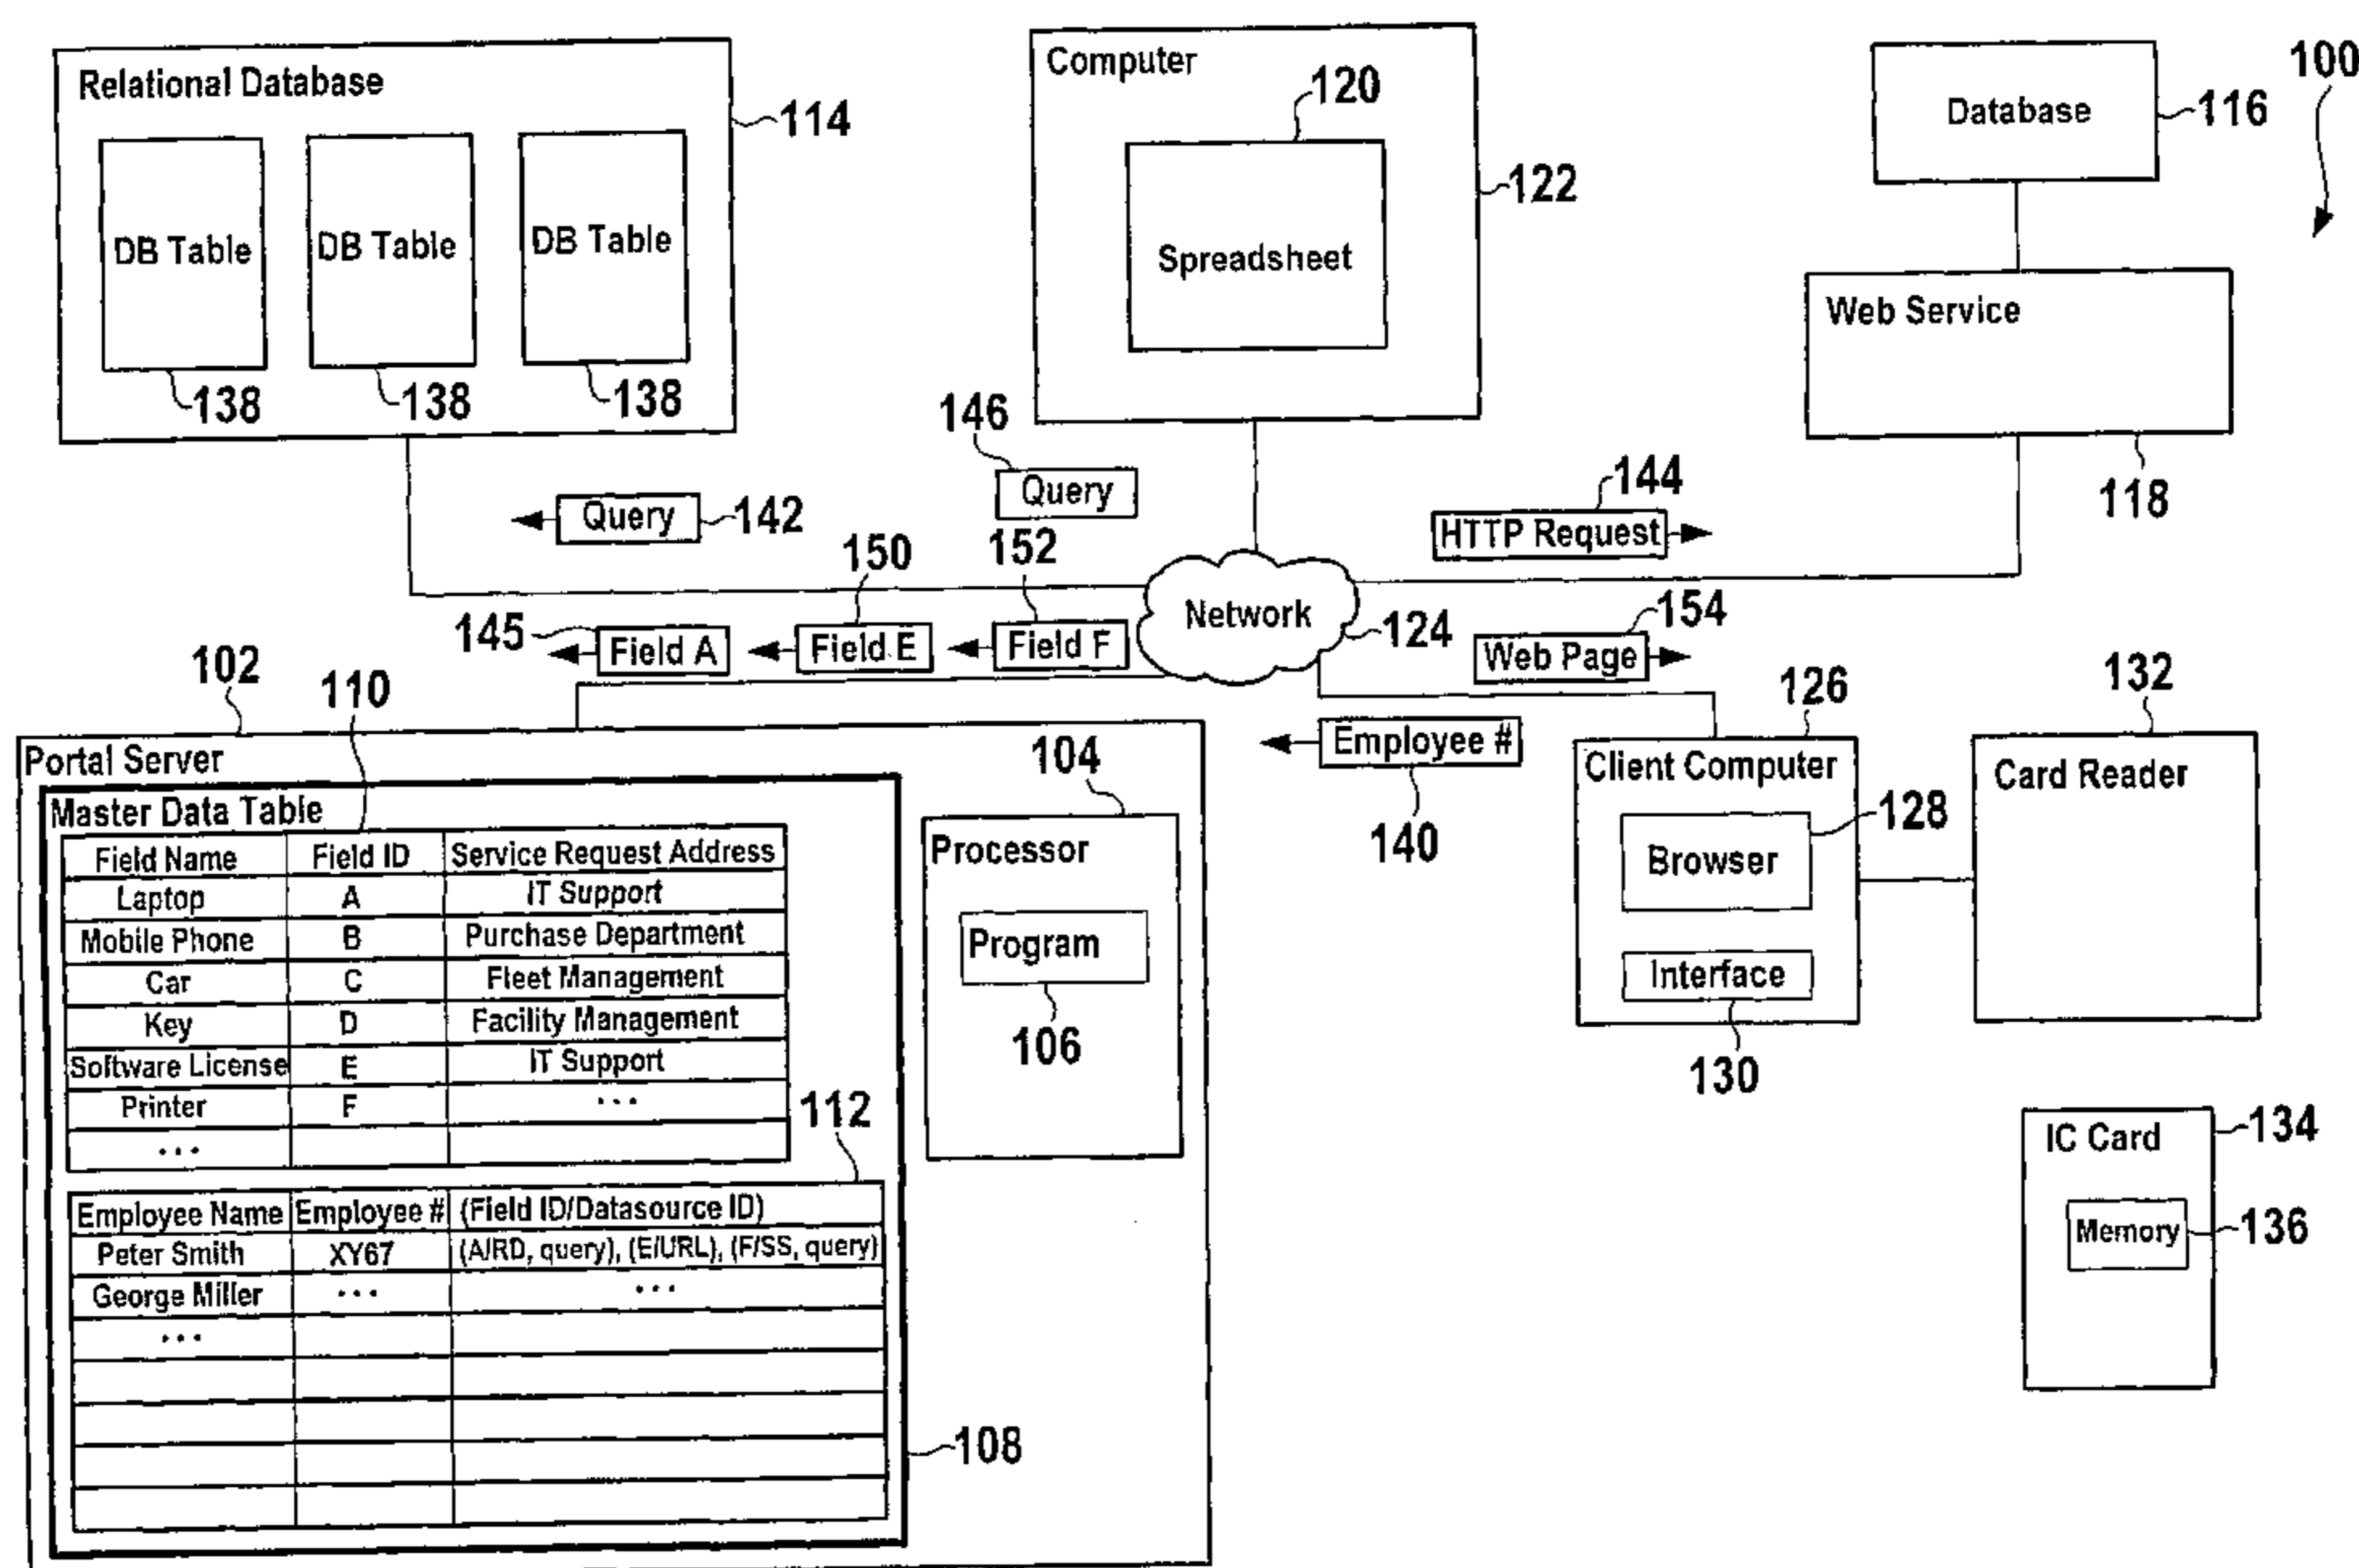 Relational Database
114
DB Table
DB Table
DB Table
138
138
138
Computer
120
Spreadsheet
122
Database
116
100
Web Service
118
146
Query
Query
142
144
HTTP Request
150
152
145
Field A
Field E
Field F
Network
124
154
Web Page
102
110
Portal Server
Master Data Table
Field Name Field ID Service Request Address
Laptop A IT Support
Mobile Phone B Purchase Department
Car C Fleet Management
Key D Facility Management
Software License E IT Support
Printer F ...
...
112
Employee Name Employee # (Field ID/Datasource ID)
Peter Smith XY67 (A/RD, query), (E/URL), (F/SS, query)
George Miller ... ...
...
108
104
Processor
Program
106
Employee #
140
126
Client Computer
Browser
128
Interface
130
132
Card Reader
IC Card
134
Memory
136